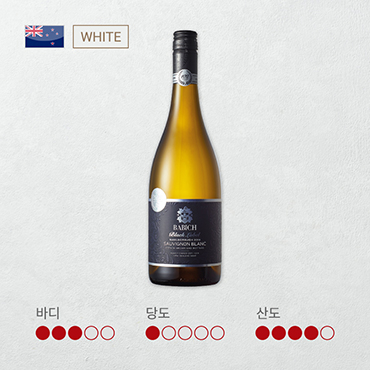 WHITE
BABICH
Black Label
SAUVIGNON BLANC
바디
당도
산도